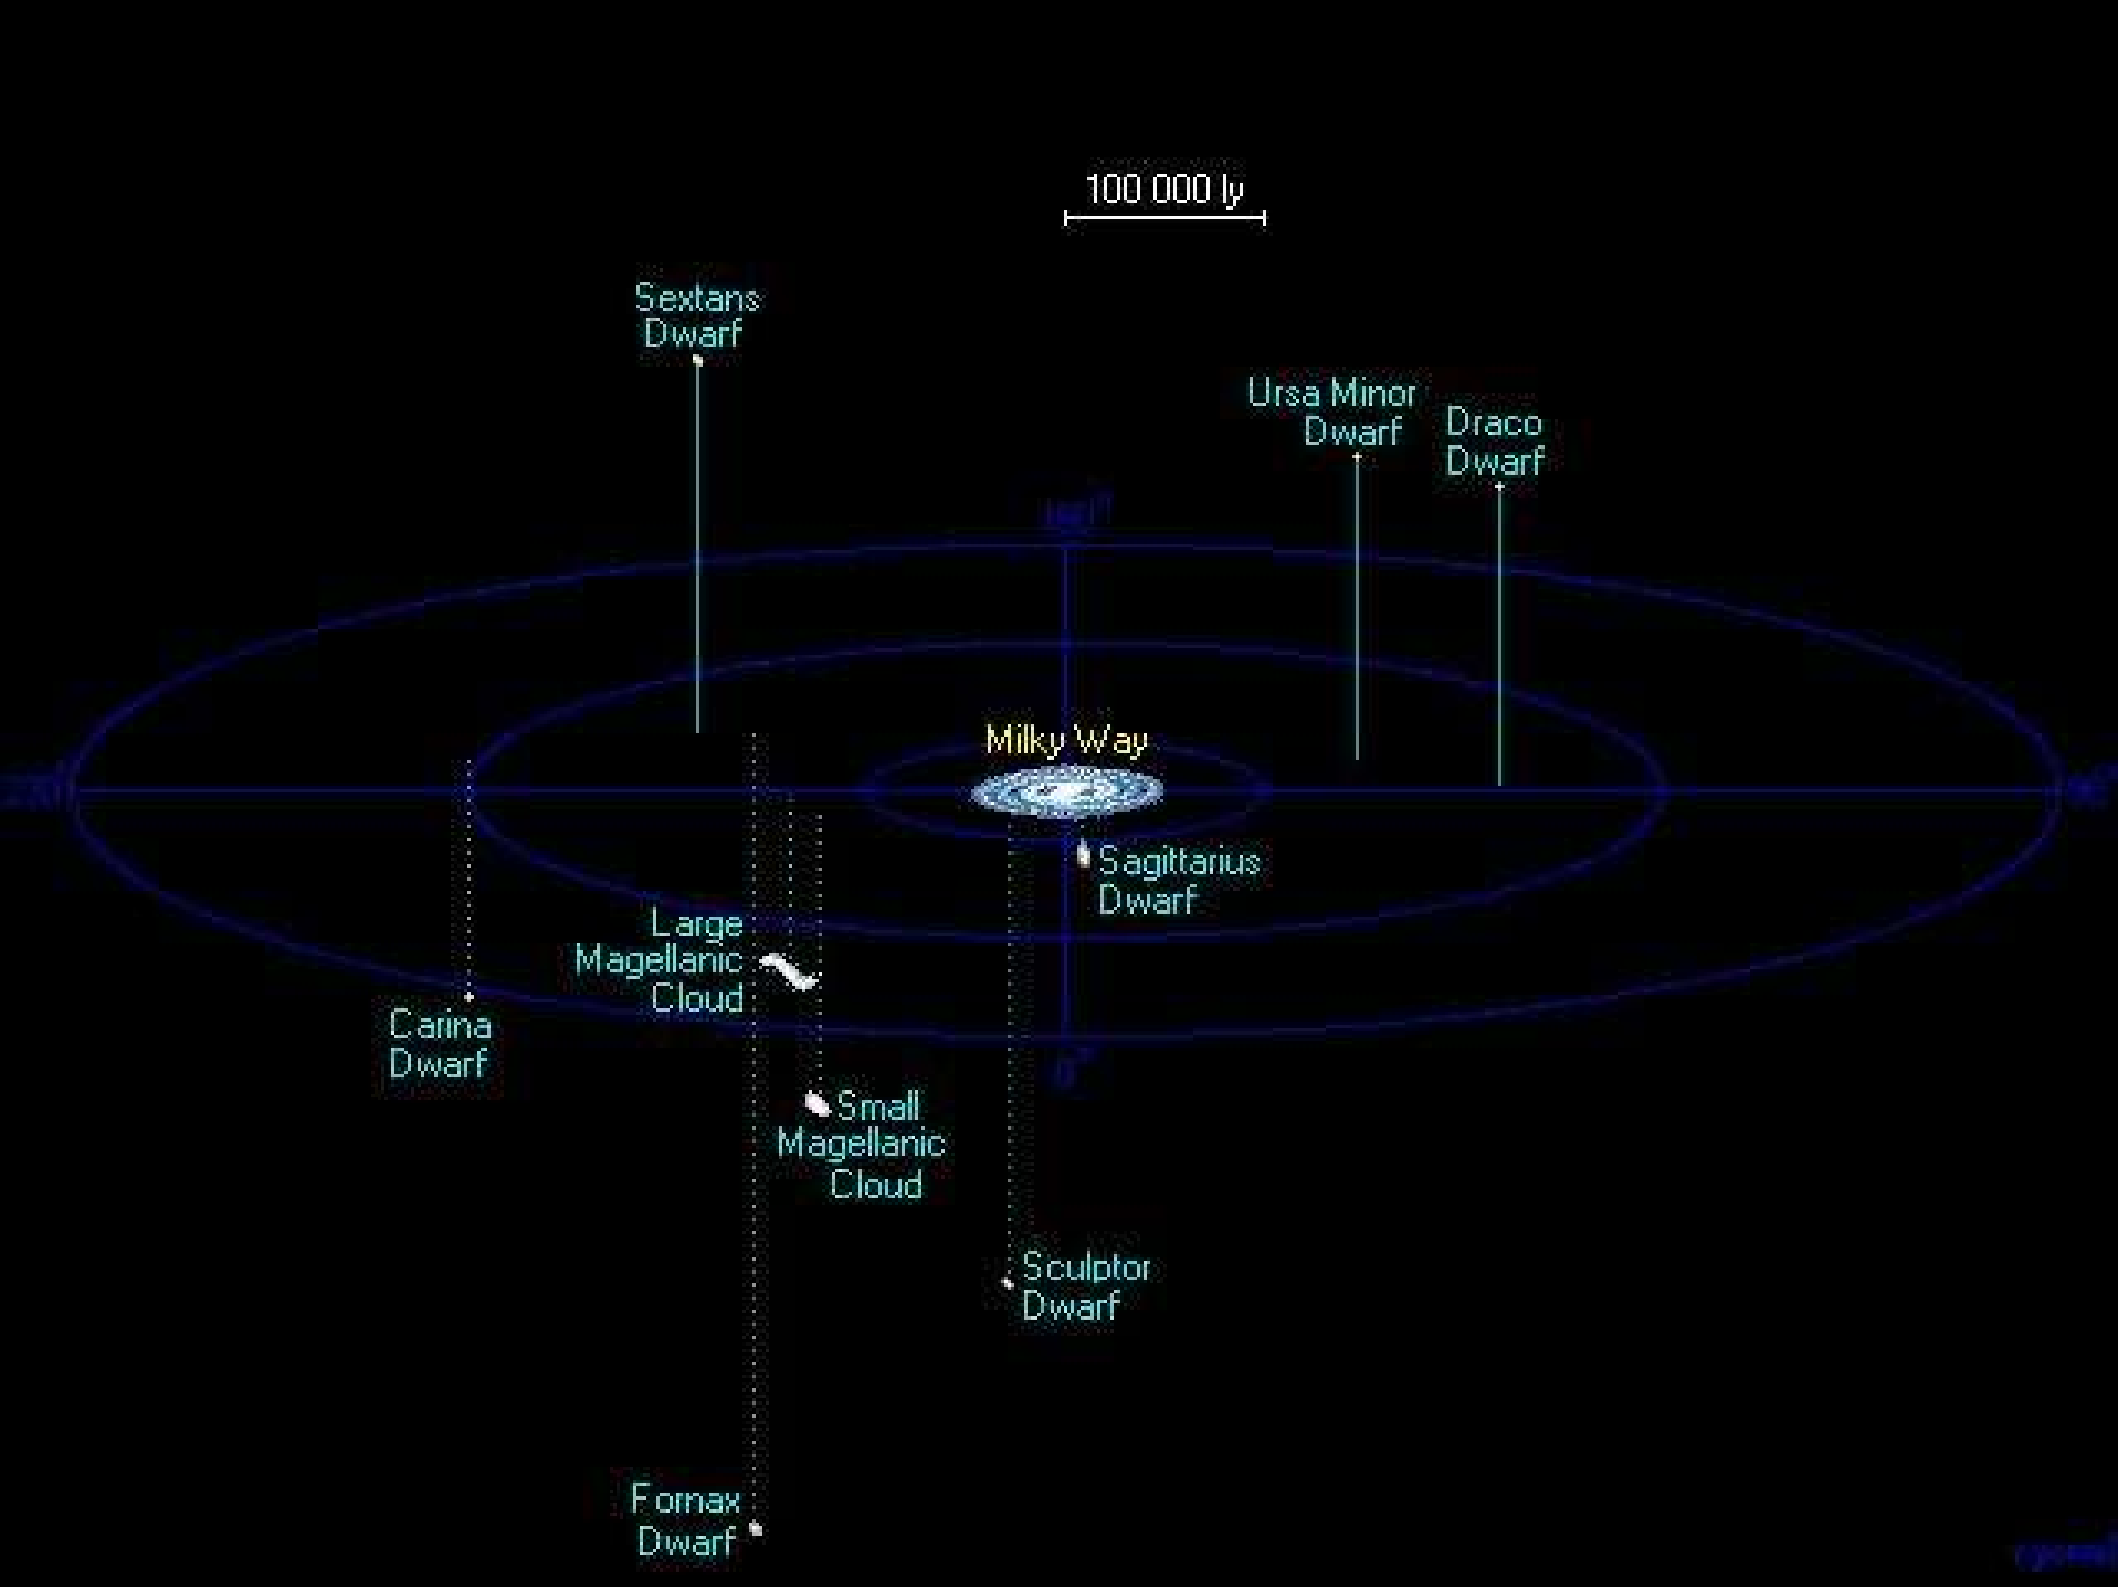 100 000 ly
Sextans
Dwarf
Ursa Minor
Dwarf
Draco
Dwarf
Milky Way
Sagittarius
Dwarf
Large
Magellanic
Cloud
Carina
Dwarf
0°
Small
Magellanic
Cloud
Sculptor
Dwarf
Fornax
Dwarf